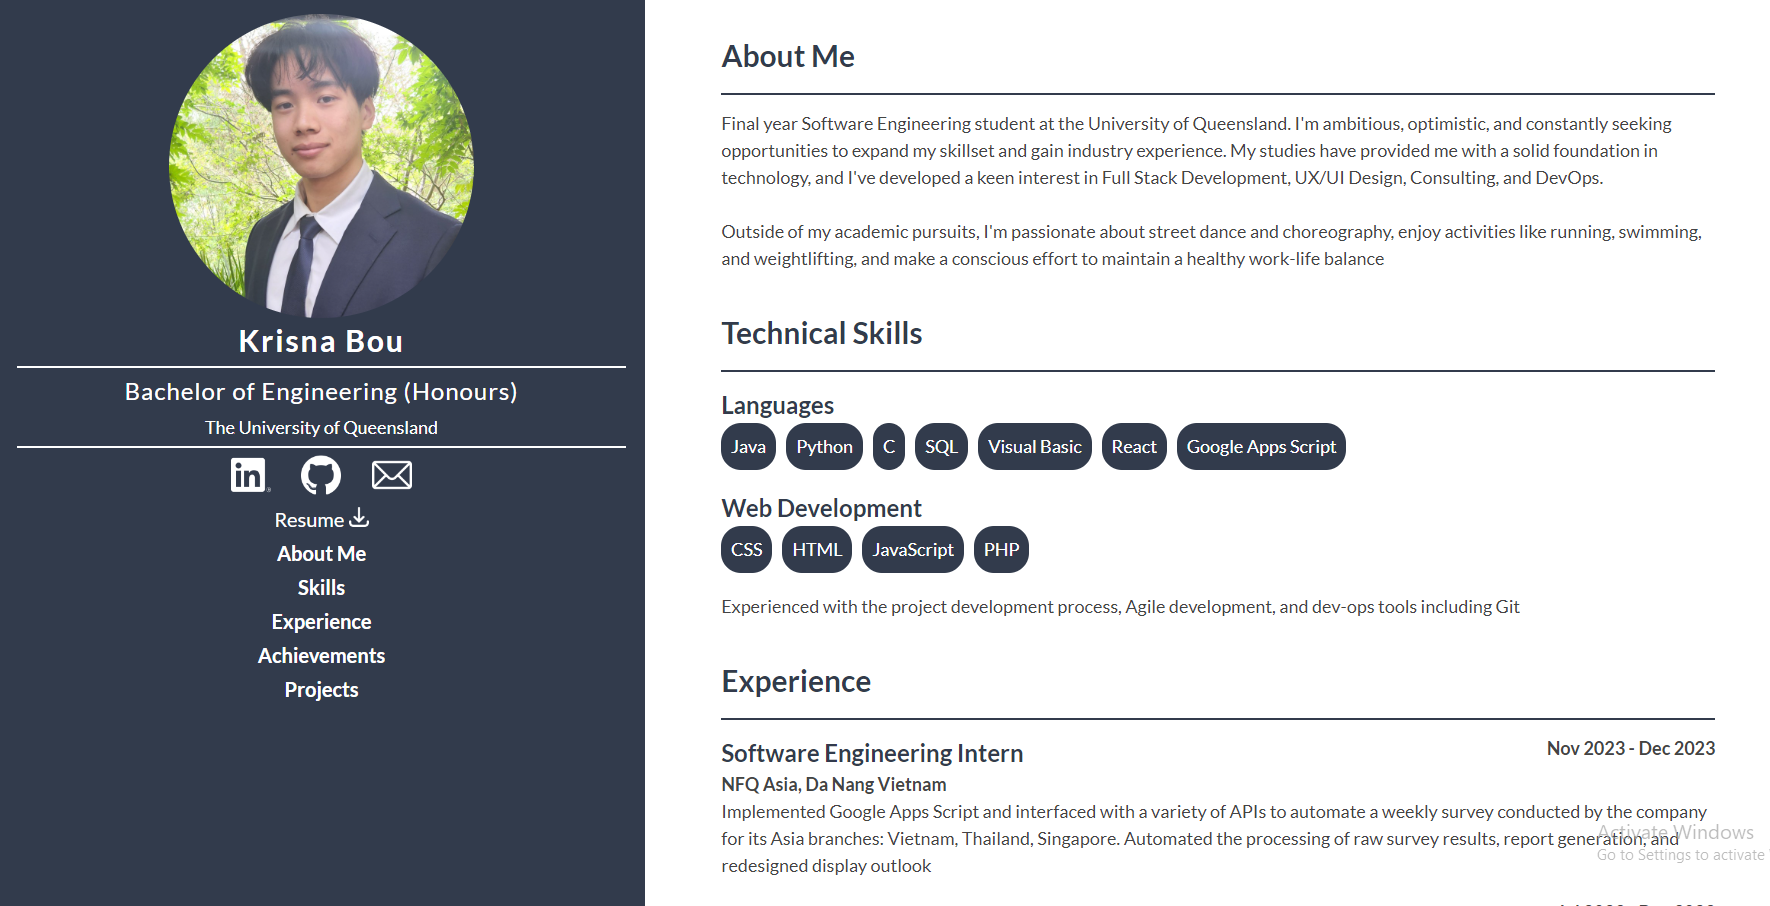 Krisna Bou
Bachelor of Engineering (Honours)
The University of Queensland
in
Resume
About Me
Skills
Experience
Achievements
Projects
About Me
Final year Software Engineering student at the University of Queensland. I'm ambitious, optimistic, and constantly seeking
opportunities to expand my skillset and gain industry experience. My studies have provided me with a solid foundation in
technology, and I've developed a keen interest in Full Stack Development, UX/UI Design, Consulting, and DevOps.
Outside of my academic pursuits, I'm passionate about street dance and choreography, enjoy activities like running, swimming,
and weightlifting, and make a conscious effort to maintain a healthy work-life balance
Technical Skills
Languages
Java Python C SQL Visual Basic React Google Apps Script
Web Development
CSS HTML JavaScript PHP
Experienced with the project development process, Agile development, and dev-ops tools including Git
Experience
Software Engineering Intern Nov 2023 - Dec 2023
NFQ Asia, Da Nang Vietnam
Implemented Google Apps Script and interfaced with a variety of APIs to automate a weekly survey conducted by the company
for its Asia branches: Vietnam, Thailand, Singapore. Automated the processing of raw survey results, report generation, and
redesigned display outlook
Activate Windows
Go to Settings to activate